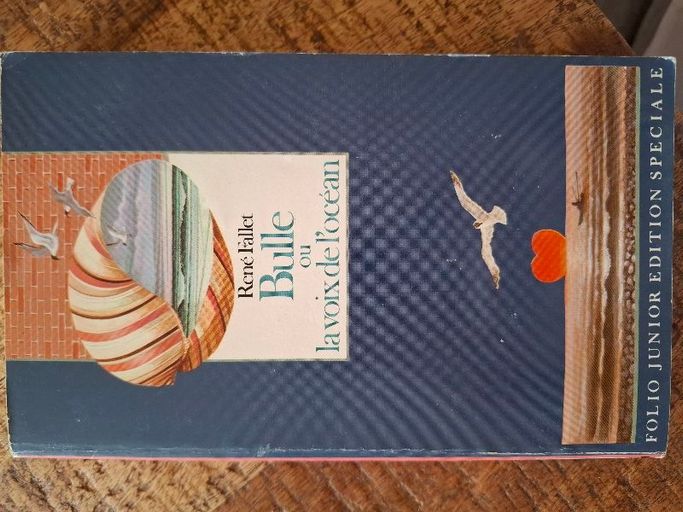 René Fallet
Bulle
ou
la voix de l'océan
FOLIO JUNIOR EDITION SPECIALE